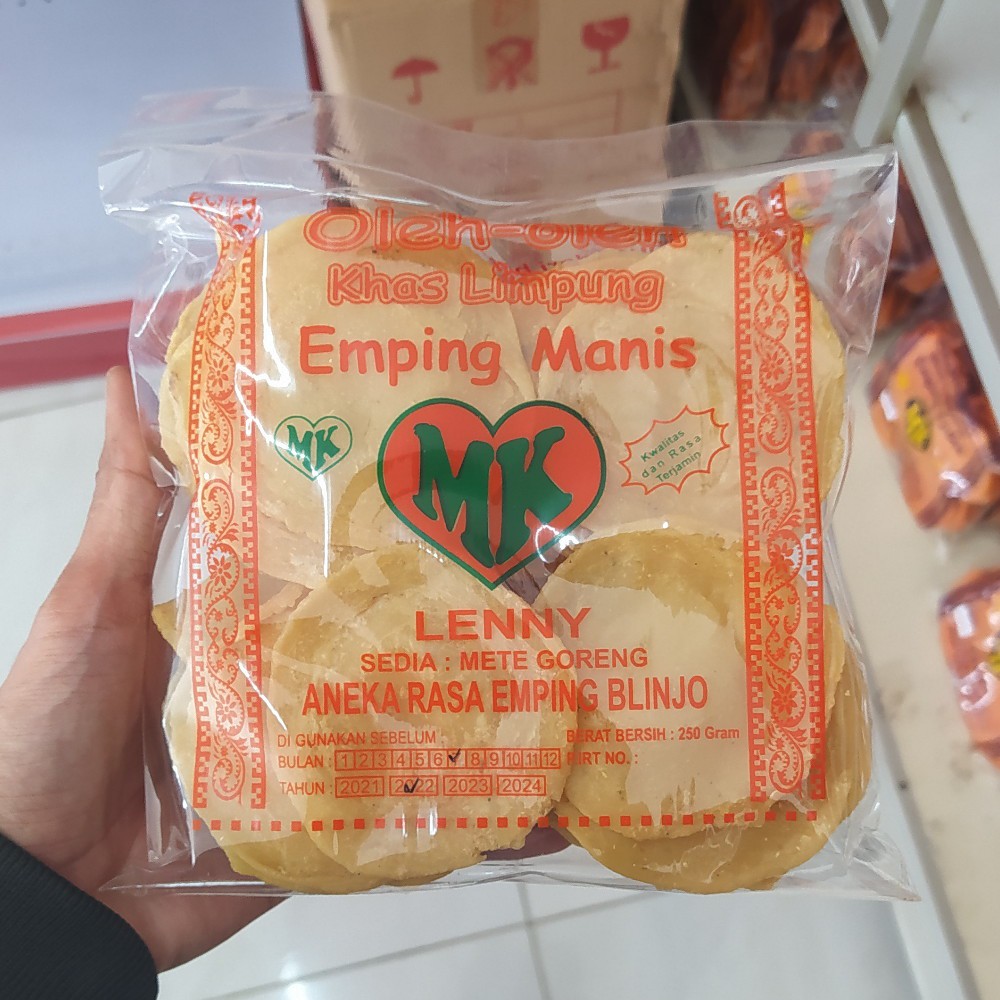 Oleh-oleh
Khas Limpung
Emping Manis
MK
MK
Kwalitas
dan Rasa
Terjamin
LENNY
SEDIA : METE GORENG
ANEKA RASA EMPING BLINJO
DI GUNAKAN SEBELUM :
BERAT BERSIH : 250 Gram
BULAN : 1 2 3 4 5 6 8 9 10 11 12
PIRT NO. :
TAHUN : 2021 2022 2023 2024